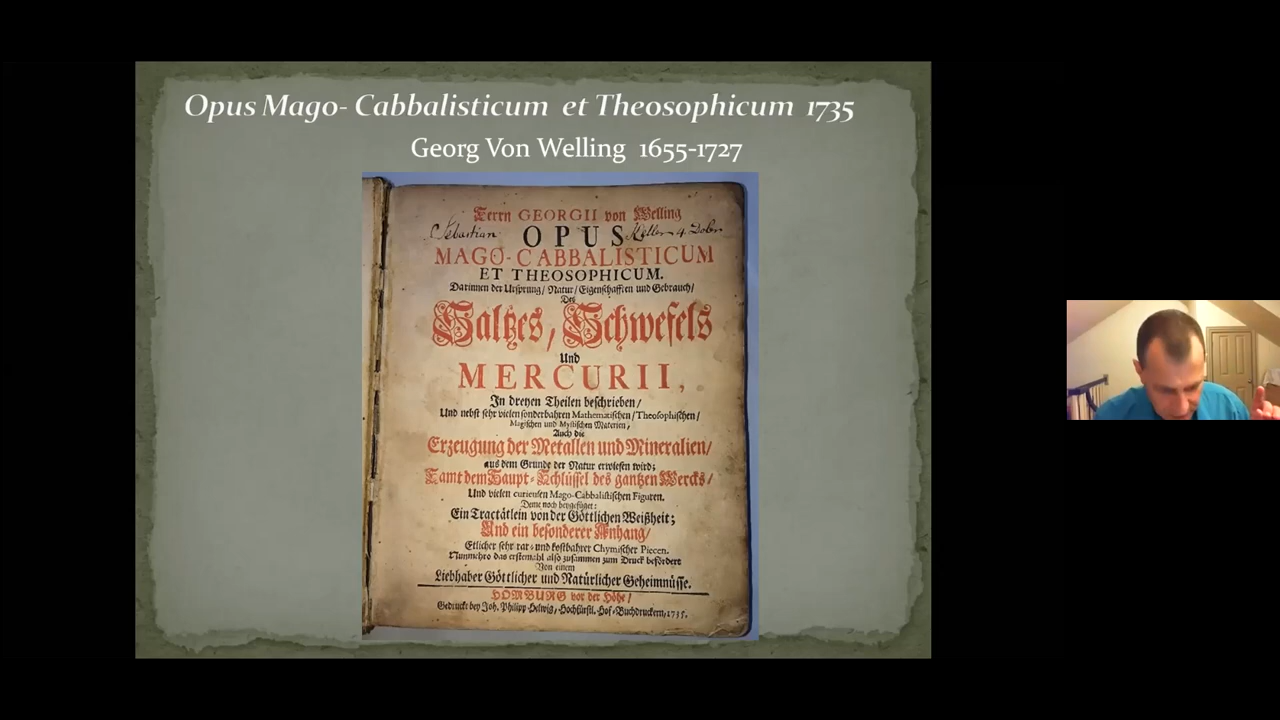 Opus Mago- Cabbalisticum et Theosophicum 1735
Georg Von Welling 1655-1727
Herrn GEORGII von Welling
Sebastian OPUS
MAGO-CABBALISTICUM
ET THEOSOPHICUM.
Darinnen der Ursprung/ Natur/ Eigenschafften und Gebrauch/
Des
Saltzes, Schwefels
Und
MERCURII,
In dreyen Theilen beschrieben/
Und nebst sehr vielen sonderbahren Mathematischen/ Theosophischen/
Magischen und Mystischen Materien,
Auch die
Erzeugung der Metallen und Mineralien/
aus dem Grunde der Natur erwiesen wird;
Samt dem Haupt-Schlüssel des gantzen Wercks/
Und vielen curieusen Mago-Cabbalistischen Figuren.
Deme noch beygefüget:
Ein Tractätlein von der Göttlichen Weißheit;
Und ein besonderer Anhang/
Etlicher sehr rar- und kostbahrer Chymischer Piecen.
Nunmehro das erstemahl also zusammen zum Druck befördert
Von einem
Liebhaber Göttlicher und Natürlicher Geheimnüsse.
HOMBURG vor der Höhe/
Gedruckt bey Joh. Philipp Helwig, Hochfürstl. Hof-Buchdruckern, 1735.